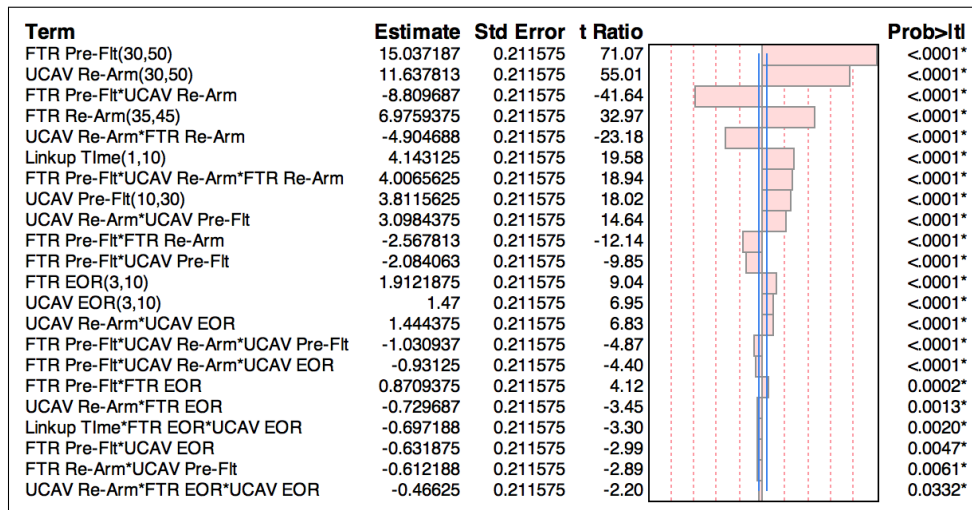 Term Estimate Std Error t Ratio Prob>|t|
FTR Pre-Flt(30,50) 15.037187 0.211575 71.07 <.0001*
UCAV Re-Arm(30,50) 11.637813 0.211575 55.01 <.0001*
FTR Pre-Flt*UCAV Re-Arm -8.809687 0.211575 -41.64 <.0001*
FTR Re-Arm(35,45) 6.9759375 0.211575 32.97 <.0001*
UCAV Re-Arm*FTR Re-Arm -4.904688 0.211575 -23.18 <.0001*
Linkup TIme(1,10) 4.143125 0.211575 19.58 <.0001*
FTR Pre-Flt*UCAV Re-Arm*FTR Re-Arm 4.0065625 0.211575 18.94 <.0001*
UCAV Pre-Flt(10,30) 3.8115625 0.211575 18.02 <.0001*
UCAV Re-Arm*UCAV Pre-Flt 3.0984375 0.211575 14.64 <.0001*
FTR Pre-Flt*FTR Re-Arm -2.567813 0.211575 -12.14 <.0001*
FTR Pre-Flt*UCAV Pre-Flt -2.084063 0.211575 -9.85 <.0001*
FTR EOR(3,10) 1.9121875 0.211575 9.04 <.0001*
UCAV EOR(3,10) 1.47 0.211575 6.95 <.0001*
UCAV Re-Arm*UCAV EOR 1.444375 0.211575 6.83 <.0001*
FTR Pre-Flt*UCAV Re-Arm*UCAV Pre-Flt -1.030937 0.211575 -4.87 <.0001*
FTR Pre-Flt*UCAV Re-Arm*UCAV EOR -0.93125 0.211575 -4.40 <.0001*
FTR Pre-Flt*FTR EOR 0.8709375 0.211575 4.12 0.0002*
UCAV Re-Arm*FTR EOR -0.729687 0.211575 -3.45 0.0013*
Linkup TIme*FTR EOR*UCAV EOR -0.697188 0.211575 -3.30 0.0020*
FTR Pre-Flt*UCAV EOR -0.631875 0.211575 -2.99 0.0047*
FTR Re-Arm*UCAV Pre-Flt -0.612188 0.211575 -2.89 0.0061*
UCAV Re-Arm*FTR EOR*UCAV EOR -0.46625 0.211575 -2.20 0.0332*